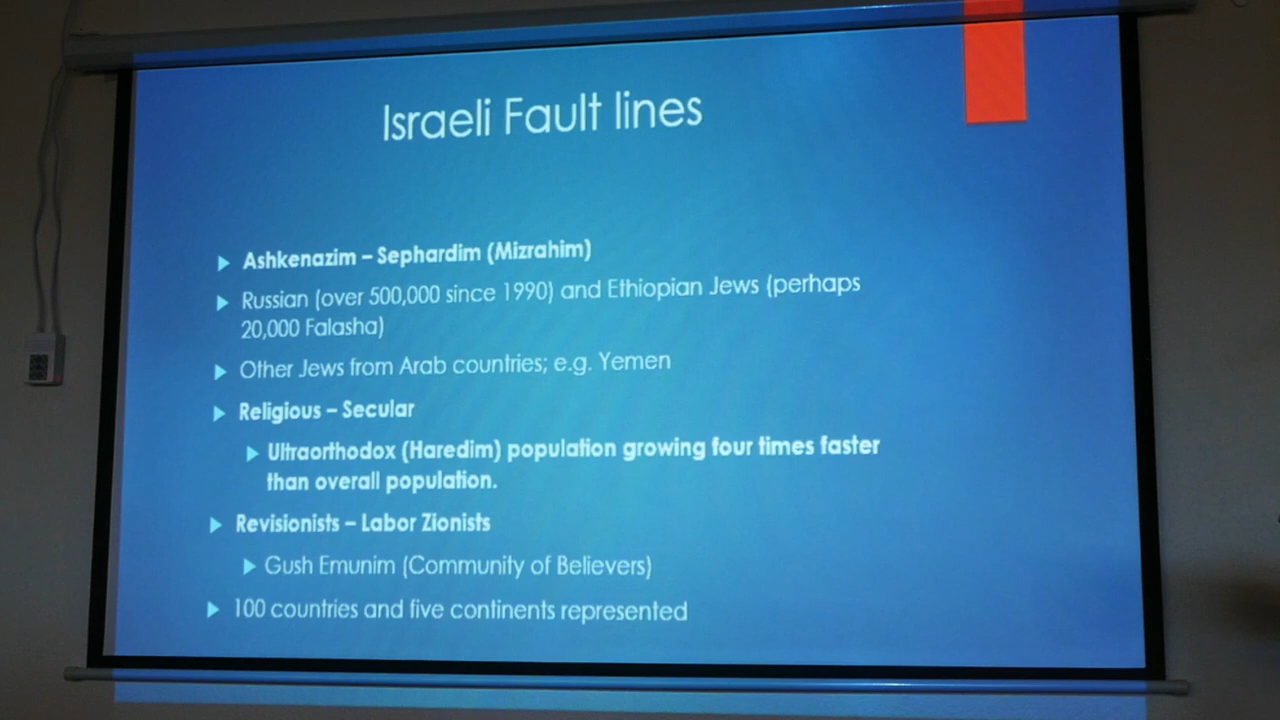 Israeli Fault lines
Ashkenazim – Sephardim (Mizrahim)
Russian (over 500,000 since 1990) and Ethiopian Jews (perhaps
20,000 Falasha)
Other Jews from Arab countries; e.g. Yemen
Religious – Secular
Ultraorthodox (Haredim) population growing four times faster
than overall population.
Revisionists – Labor Zionists
Gush Emunim (Community of Believers)
100 countries and five continents represented